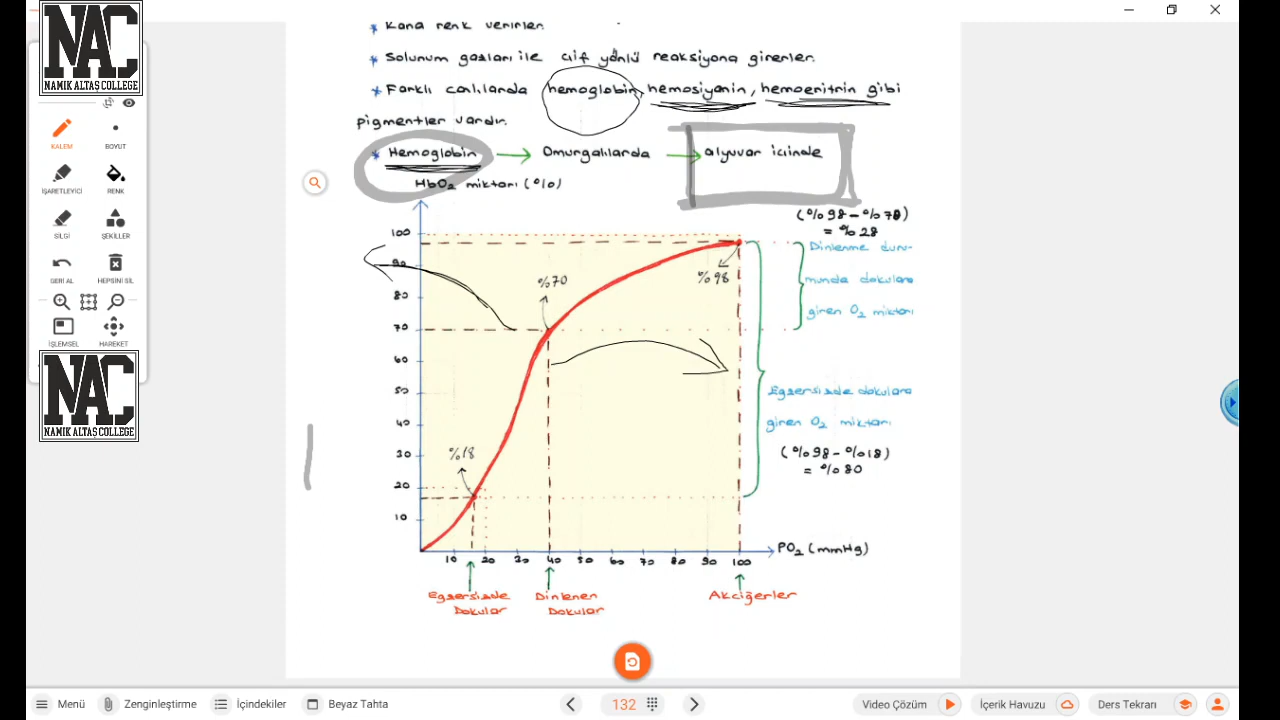 NAC
NAMIK ALTAS COLLEGE
KALEM
BOYUT
İŞARETLEYİCİ
RENK
SİLGİ
ŞEKİLLER
GERİ AL
HEPSİNİ SİL
İŞLEMSEL
HAREKET
NAC
NAMIK ALTAS COLLEGE
* Kana renk verirler.
* Solunum gazları ile çift yönlü reaksiyona girerler.
* Farklı canlılarda hemoglobin, hemosiyanin, hemoeritrin gibi
pigmentler vardır.
* Hemoglobin → Omurgalılarda → alyuvar içinde
HbO2 miktarı (%)
100
90
80
70
60
50
40
30
20
10
%18
%70
%98
10 20 30 40 50 60 70 80 90 100
PO2 (mmHg)
Egzersizde
Dokular
Dinlenen
Dokular
Akciğerler
(%98-%78)
= %28
Dinlenme duru-
munda dokulara
giren O2 miktarı
Egzersizde dokulara
giren O2 miktarı
(%98-%18)
= %80
Menü
Zenginleştirme
İçindekiler
Beyaz Tahta
132
Video Çözüm
İçerik Havuzu
Ders Tekrarı